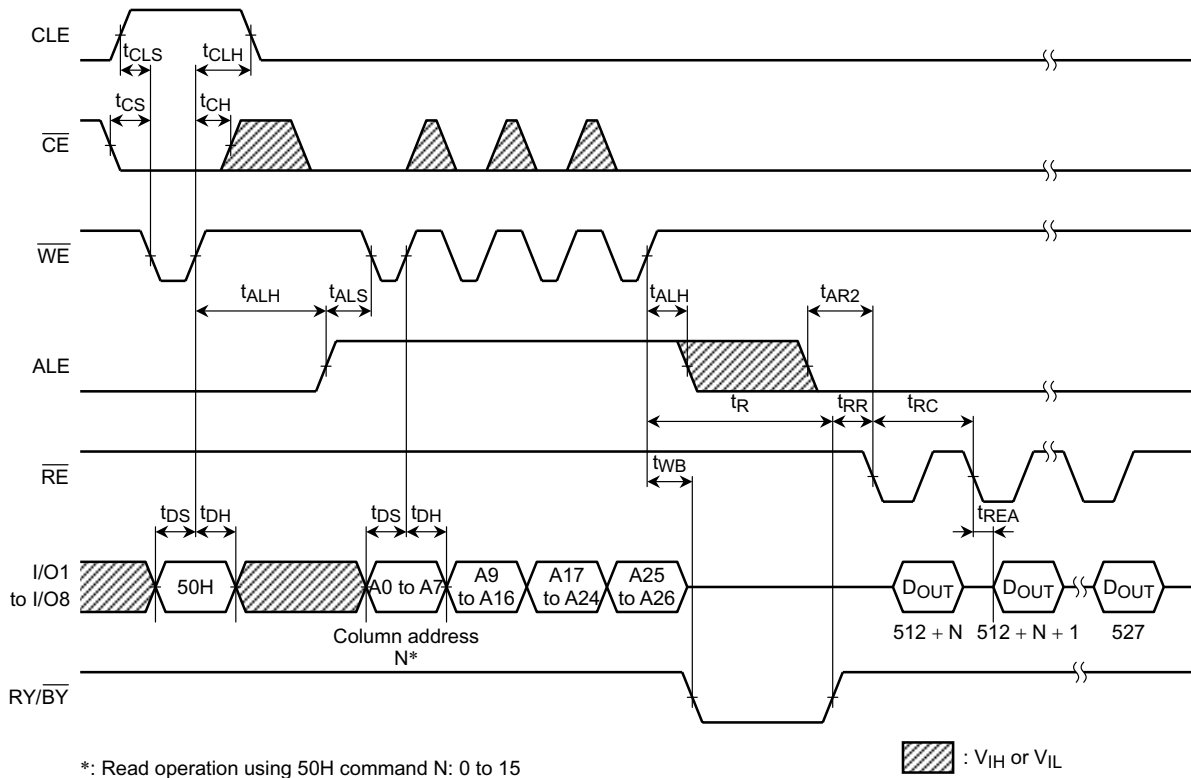 CLE
tCLS
tCLH
tCS
tCH
CE
WE
tALH
tALS
tALH
tAR2
ALE
tR
tRR
tRC
RE
tWB
tDS
tDH
tDS
tDH
tREA
I/O1
to I/O8
50H
A0 to A7
A9
to A16
A17
to A24
A25
to A26
DOUT
DOUT
DOUT
Column address
N*
512 + N
512 + N + 1
527
RY/BY
*: Read operation using 50H command N: 0 to 15
: VIH or VIL